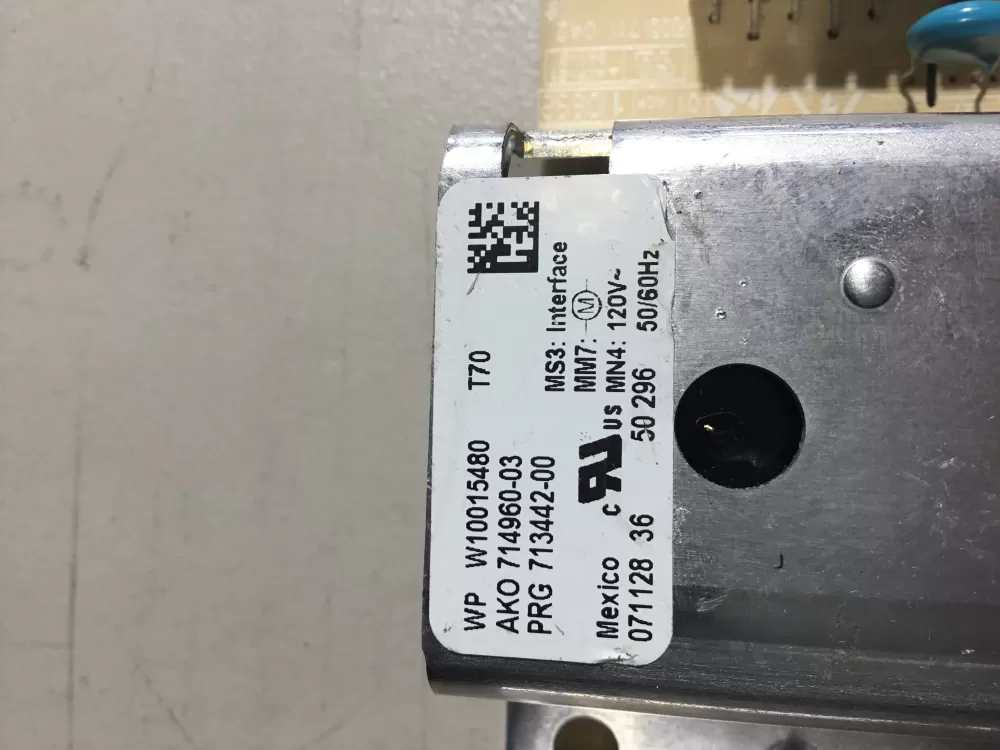 WP W10015480 T70
AKO 714960-03
PRG 713442-00
MS3: Interface
MM7: M
c US MN4: 120V~
Mexico 50/60Hz
071128 36 50 296